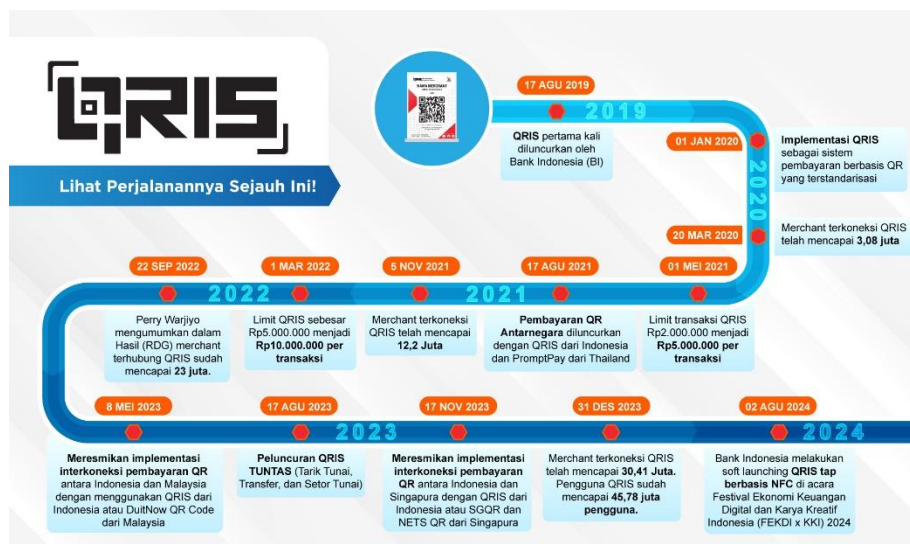 QRIS
Lihat Perjalanannya Sejauh Ini!
17 AGU 2019
2019
QRIS pertama kali
diluncurkan oleh
Bank Indonesia (BI)
01 JAN 2020
Implementasi QRIS
sebagai sistem
pembayaran berbasis QR
yang terstandarisasi
2020
20 MAR 2020
Merchant terkoneksi QRIS
telah mencapai 3,08 juta
01 MEI 2021
Limit transaksi QRIS
Rp2.000.000 menjadi
Rp5.000.000 per
transaksi
17 AGU 2021
Pembayaran QR
Antarnegara diluncurkan
dengan QRIS dari Indonesia
dan PromptPay dari Thailand
2021
5 NOV 2021
Merchant terkoneksi
QRIS telah mencapai
12,2 Juta
1 MAR 2022
Limit QRIS sebesar
Rp5.000.000 menjadi
Rp10.000.000 per
transaksi
2022
22 SEP 2022
Perry Warjiyo
mengumumkan dalam
Hasil (RDG) merchant
terhubung QRIS sudah
mencapai 23 juta.
8 MEI 2023
Meresmikan implementasi
interkoneksi pembayaran QR
antara Indonesia dan Malaysia
dengan menggunakan QRIS dari
Indonesia atau DuitNow QR Code
dari Malaysia
17 AGU 2023
Peluncuran QRIS
TUNTAS (Tarik Tunai,
Transfer, dan Setor Tunai)
2023
17 NOV 2023
Meresmikan implementasi
interkoneksi pembayaran
QR antara Indonesia dan
Singapura dengan QRIS dari
Indonesia atau SGQR dan
NETS QR dari Singapura
31 DES 2023
Merchant terkoneksi QRIS
telah mencapai 30,41 Juta.
Pengguna QRIS sudah
mencapai 45,78 juta
pengguna.
02 AGU 2024
2024
Bank Indonesia melakukan
soft launching QRIS tap
berbasis NFC di acara
Festival Ekonomi Keuangan
Digital dan Karya Kreatif
Indonesia (FEKDI x KKI) 2024